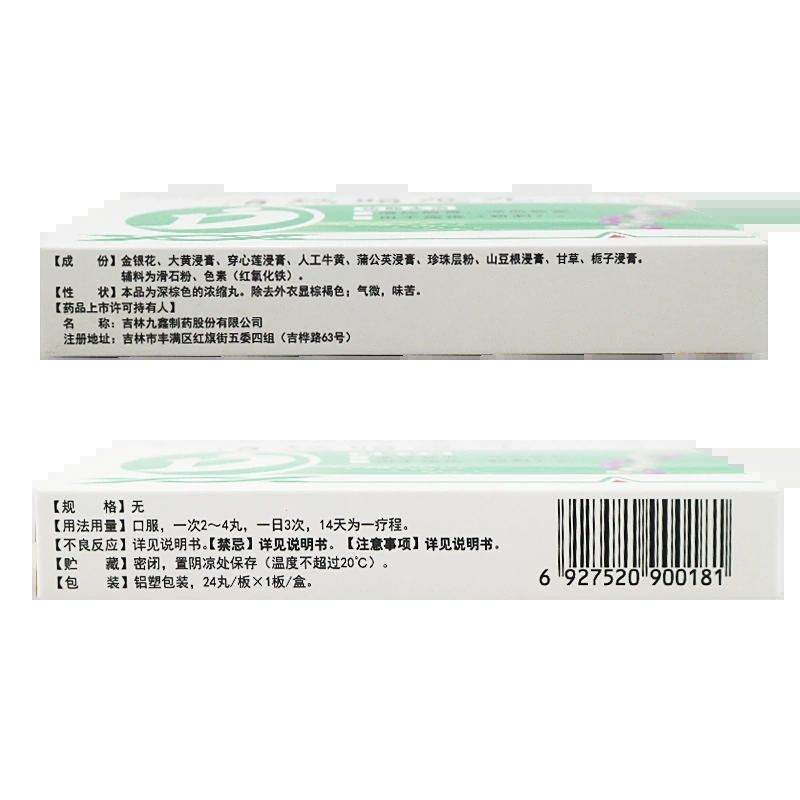 【成　份】金银花、大黄浸膏、穿心莲浸膏、人工牛黄、蒲公英浸膏、珍珠层粉、山豆根浸膏、甘草、栀子浸膏。
辅料为滑石粉、色素（红氧化铁）。
【性　状】本品为深棕色的浓缩丸。除去外衣显棕褐色；气微，味苦。
【药品上市许可持有人】
名　称：吉林九鑫制药股份有限公司
注册地址：吉林市丰满区红旗街五委四组（吉桦路63号）
【规　格】无
【用法用量】口服，一次2～4丸，一日3次，14天为一疗程。
【不良反应】详见说明书。【禁忌】详见说明书。【注意事项】详见说明书。
【贮　藏】密闭，置阴凉处保存（温度不超过20℃）。
【包　装】铝塑包装，24丸/板×1板/盒。
6 927520 900181